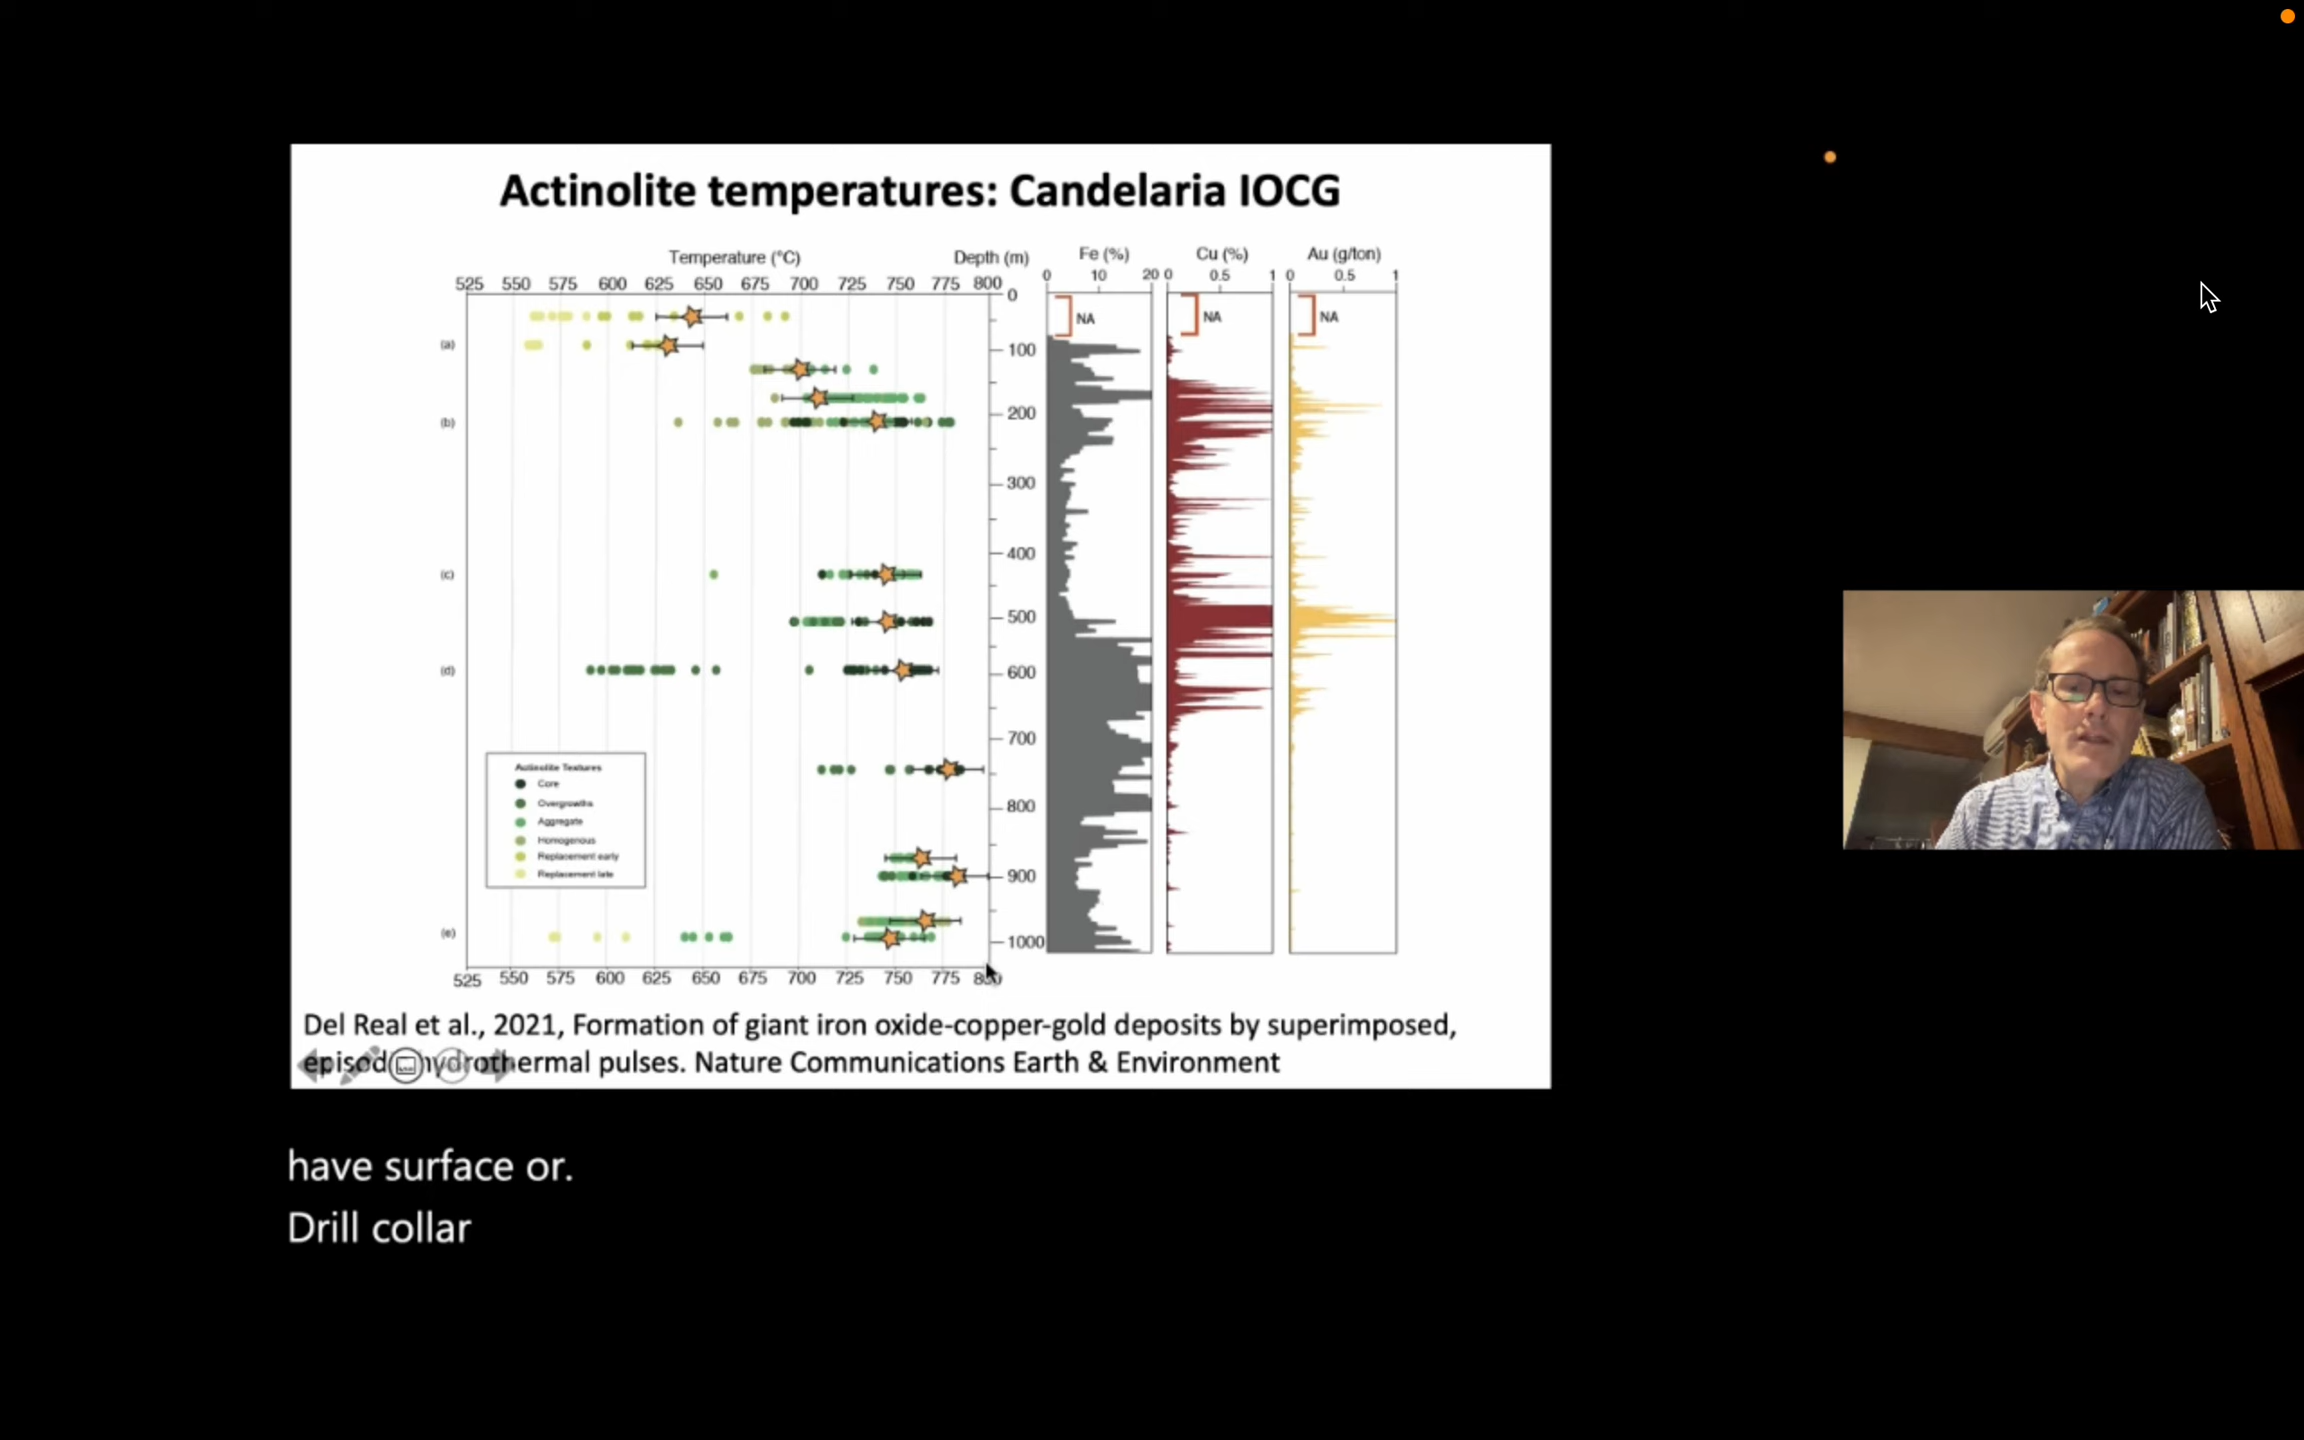 Actinolite temperatures: Candelaria IOCG
Temperature (°C)
Depth (m)
Fe (%)
Cu (%)
Au (g/ton)
525 550 575 600 625 650 675 700 725 750 775 800
0 10 20
0 0.5 1
0 0.5 1
0
NA
NA
NA
(a)
100
200
(b)
300
400
(c)
500
600
(d)
700
800
900
(e)
1000
Actinolite Textures
Core
Overgrowths
Aggregate
Homogenous
Replacement early
Replacement late
525 550 575 600 625 650 675 700 725 750 775 800
Del Real et al., 2021, Formation of giant iron oxide-copper-gold deposits by superimposed,
hydrothermal pulses. Nature Communications Earth & Environment
have surface or.
Drill collar